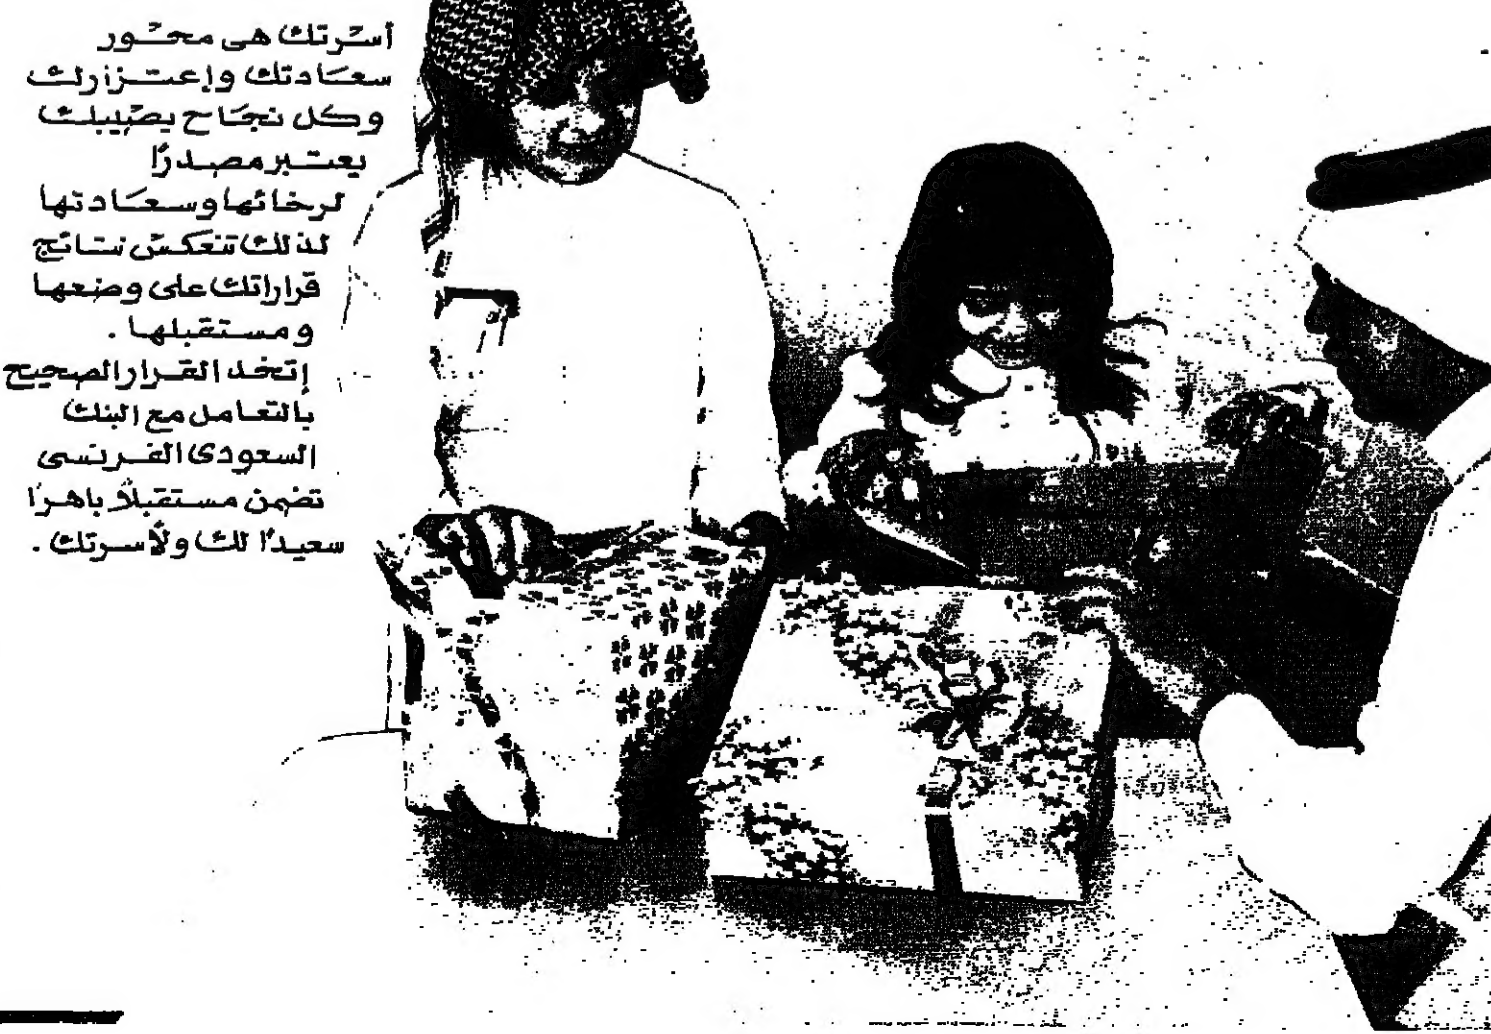 أسرتك هى محور
سعادتك وإعتزازك
وكل نجاح يصيبك
يعتبر مصدرًا
لرخائها وسعادتها
لذلك تنعكس نتائج
قراراتك على وضعها
ومستقبلها .
إتخذ القرار الصحيح
بالتعامل مع البنك
السعودى الفرنسى
تضمن مستقبلاً باهرًا
سعيدًا لك ولأسرتك .